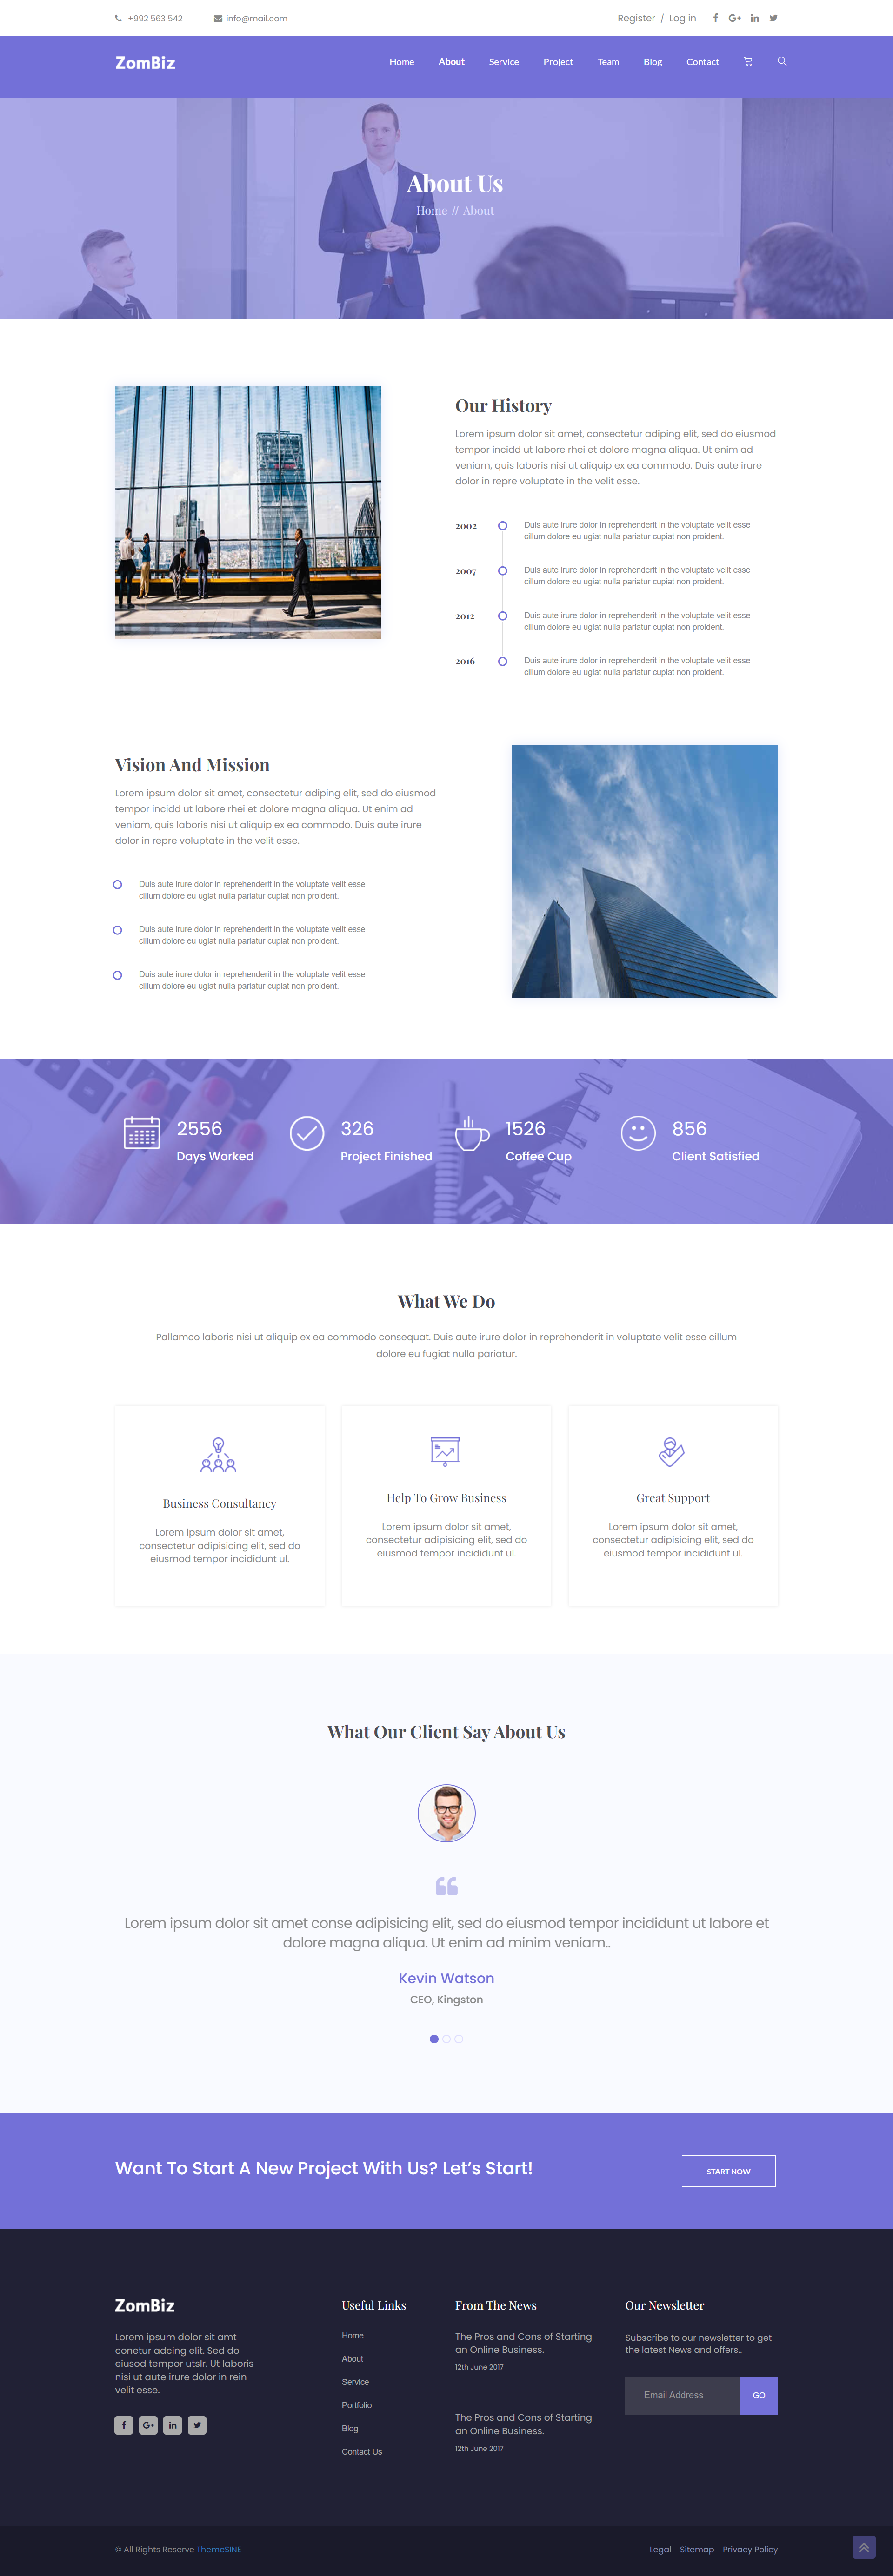 +992 563 542
info@mail.com
Register / Log in
ZomBiz
Home
About
Service
Project
Team
Blog
Contact
About Us
Home // About
Our History
Lorem ipsum dolor sit amet, consectetur adiping elit, sed do eiusmod
tempor incidd ut labore rhei et dolore magna aliqua. Ut enim ad
veniam, quis laboris nisi ut aliquip ex ea commodo. Duis aute irure
dolor in repre voluptate in the velit esse.
2002
Duis aute irure dolor in reprehenderit in the voluptate velit esse
cillum dolore eu ugiat nulla pariatur cupiat non proident.
2007
Duis aute irure dolor in reprehenderit in the voluptate velit esse
cillum dolore eu ugiat nulla pariatur cupiat non proident.
2012
Duis aute irure dolor in reprehenderit in the voluptate velit esse
cillum dolore eu ugiat nulla pariatur cupiat non proident.
2016
Duis aute irure dolor in reprehenderit in the voluptate velit esse
cillum dolore eu ugiat nulla pariatur cupiat non proident.
Vision And Mission
Lorem ipsum dolor sit amet, consectetur adiping elit, sed do eiusmod
tempor incidd ut labore rhei et dolore magna aliqua. Ut enim ad
veniam, quis laboris nisi ut aliquip ex ea commodo. Duis aute irure
dolor in repre voluptate in the velit esse.
Duis aute irure dolor in reprehenderit in the voluptate velit esse
cillum dolore eu ugiat nulla pariatur cupiat non proident.
Duis aute irure dolor in reprehenderit in the voluptate velit esse
cillum dolore eu ugiat nulla pariatur cupiat non proident.
Duis aute irure dolor in reprehenderit in the voluptate velit esse
cillum dolore eu ugiat nulla pariatur cupiat non proident.
2556
Days Worked
326
Project Finished
1526
Coffee Cup
856
Client Satisfied
What We Do
Pallamco laboris nisi ut aliquip ex ea commodo consequat. Duis aute irure dolor in reprehenderit in voluptate velit esse cillum
dolore eu fugiat nulla pariatur.
Business Consultancy
Lorem ipsum dolor sit amet,
consectetur adipisicing elit, sed do
eiusmod tempor incididunt ul.
Help To Grow Business
Lorem ipsum dolor sit amet,
consectetur adipisicing elit, sed do
eiusmod tempor incididunt ul.
Great Support
Lorem ipsum dolor sit amet,
consectetur adipisicing elit, sed do
eiusmod tempor incididunt ul.
What Our Client Say About Us
Lorem ipsum dolor sit amet conse adipisicing elit, sed do eiusmod tempor incididunt ut labore et
dolore magna aliqua. Ut enim ad minim veniam..
Kevin Watson
CEO, Kingston
Want To Start A New Project With Us? Let's Start!
START NOW
ZomBiz
Lorem ipsum dolor sit amt
conetur adcing elit. Sed do
eiusod tempor utslr. Ut laboris
nisi ut aute irure dolor in rein
velit esse.
Useful Links
Home
About
Service
Portfolio
Blog
Contact Us
From The News
The Pros and Cons of Starting
an Online Business.
12th June 2017
The Pros and Cons of Starting
an Online Business.
12th June 2017
Our Newsletter
Subscribe to our newsletter to get
the latest News and offers..
Email Address
GO
© All Rights Reserve ThemeSINE
Legal
Sitemap
Privacy Policy